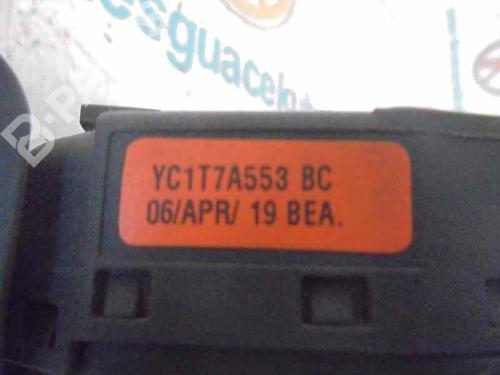 B-P
YC1T7A553 BC
06/APR/ 19 BEA.